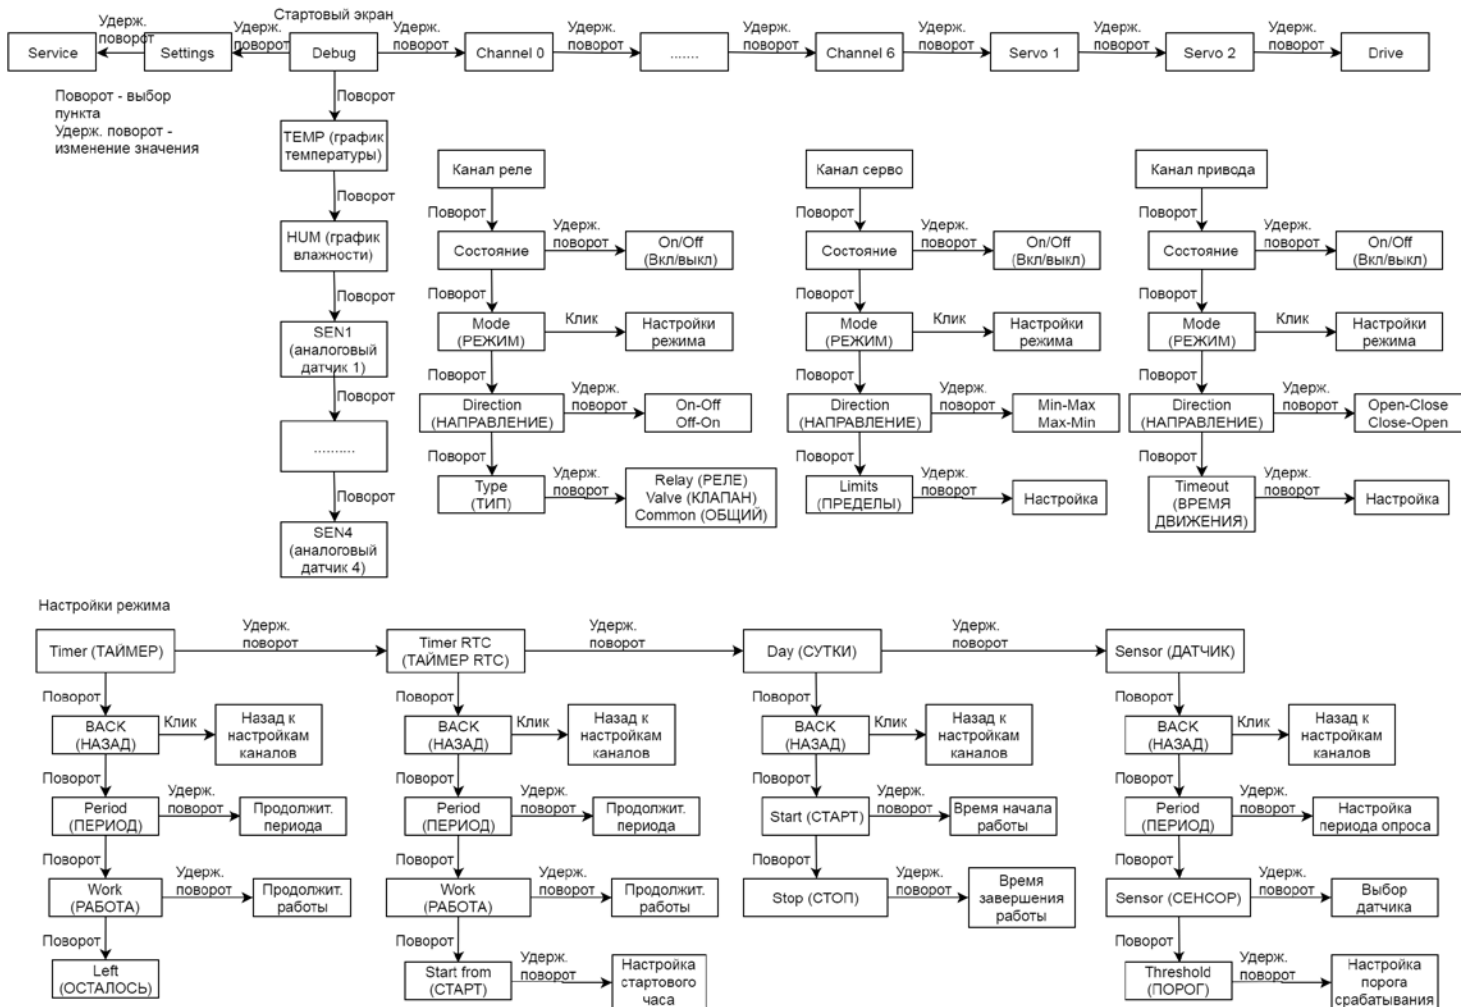 Стартовый экран
Удерж.
поворот
Удерж.
поворот
Удерж.
поворот
Удерж.
поворот
Удерж.
поворот
Удерж.
поворот
Удерж.
поворот
Удерж.
поворот
Service
Settings
Debug
Channel 0
.......
Channel 6
Servo 1
Servo 2
Drive
Поворот - выбор
пункта
Удерж. поворот -
изменение значения
Поворот
TEMP (график
температуры)
Поворот
HUM (график
влажности)
Поворот
SEN1
(аналоговый
датчик 1)
Поворот
..........
Поворот
SEN4
(аналоговый
датчик 4)
Канал реле
Поворот
Состояние
Удерж.
поворот
On/Off
(Вкл/выкл)
Поворот
Mode
(РЕЖИМ)
Клик
Настройки
режима
Поворот
Direction
(НАПРАВЛЕНИЕ)
Удерж.
поворот
On-Off
Off-On
Поворот
Type
(ТИП)
Удерж.
поворот
Relay (РЕЛЕ)
Valve (КЛАПАН)
Common (ОБЩИЙ)
Канал серво
Поворот
Состояние
Удерж.
поворот
On/Off
(Вкл/выкл)
Поворот
Mode
(РЕЖИМ)
Клик
Настройки
режима
Поворот
Direction
(НАПРАВЛЕНИЕ)
Удерж.
поворот
Min-Max
Max-Min
Поворот
Limits
(ПРЕДЕЛЫ)
Удерж.
поворот
Настройка
Канал привода
Поворот
Состояние
Удерж.
поворот
On/Off
(Вкл/выкл)
Поворот
Mode
(РЕЖИМ)
Клик
Настройки
режима
Поворот
Direction
(НАПРАВЛЕНИЕ)
Удерж.
поворот
Open-Close
Close-Open
Поворот
Timeout
(ВРЕМЯ
ДВИЖЕНИЯ)
Удерж.
поворот
Настройка
Настройки режима
Timer (ТАЙМЕР)
Удерж.
поворот
Timer RTC
(ТАЙМЕР RTC)
Удерж.
поворот
Day (СУТКИ)
Удерж.
поворот
Sensor (ДАТЧИК)
Поворот
BACK
(НАЗАД)
Клик
Назад к
настройкам
каналов
Поворот
Period
(ПЕРИОД)
Удерж.
поворот
Продолжит.
периода
Поворот
Work
(РАБОТА)
Удерж.
поворот
Продолжит.
работы
Поворот
Left
(ОСТАЛОСЬ)
Поворот
BACK
(НАЗАД)
Клик
Назад к
настройкам
каналов
Поворот
Period
(ПЕРИОД)
Удерж.
поворот
Продолжит.
периода
Поворот
Work
(РАБОТА)
Удерж.
поворот
Продолжит.
работы
Поворот
Start from
(СТАРТ)
Удерж.
поворот
Настройка
стартового
часа
Поворот
BACK
(НАЗАД)
Клик
Назад к
настройкам
каналов
Поворот
Start (СТАРТ)
Удерж.
поворот
Время начала
работы
Поворот
Stop (СТОП)
Удерж.
поворот
Время
завершения
работы
Поворот
BACK
(НАЗАД)
Клик
Назад к
настройкам
каналов
Поворот
Period
(ПЕРИОД)
Удерж.
поворот
Настройка
периода опроса
Поворот
Sensor (СЕНСОР)
Удерж.
поворот
Выбор
датчика
Поворот
Threshold
(ПОРОГ)
Удерж.
поворот
Настройка
порога
срабатывания